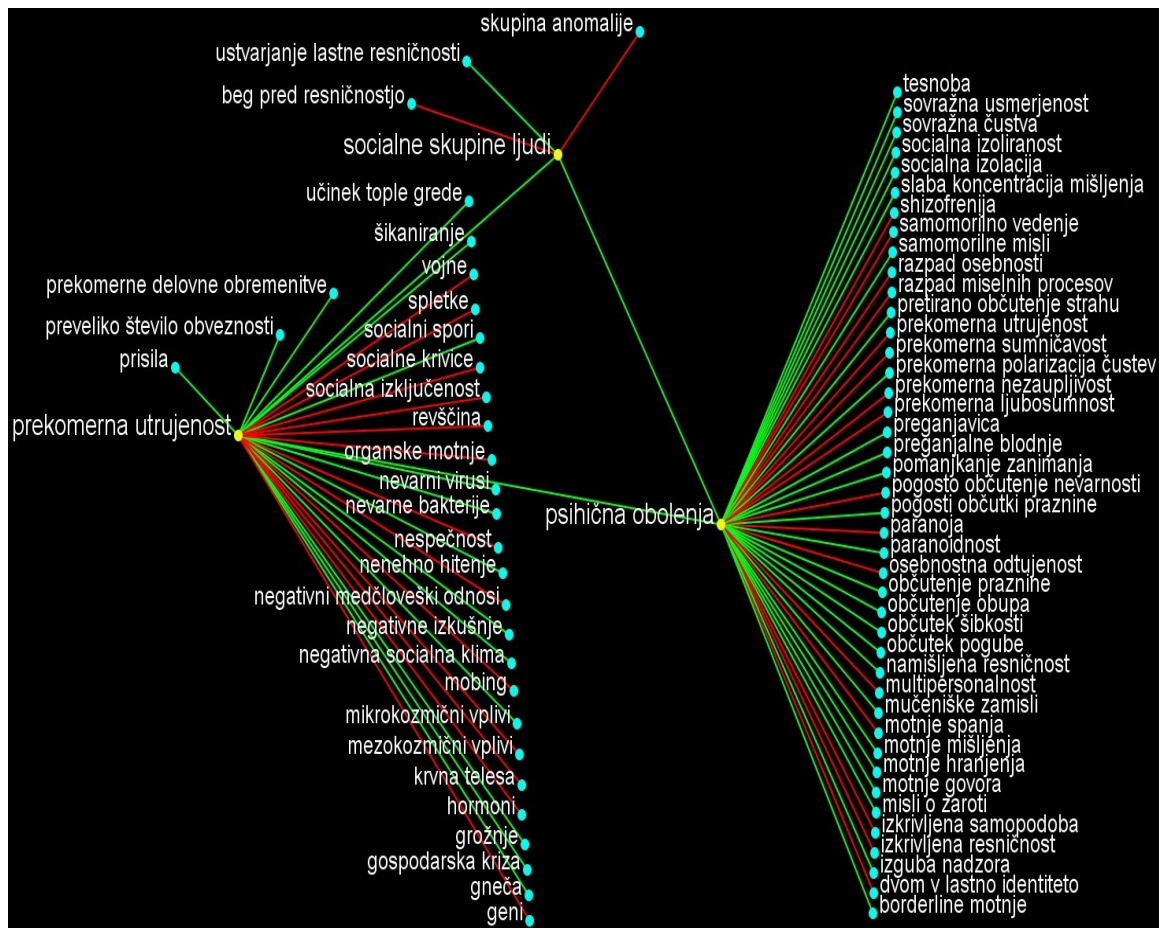 skupina anomalije
ustvarjanje lastne resničnosti
beg pred resničnostjo
socialne skupine ljudi
učinek tople grede
šikaniranje
vojne
prekomerne delovne obremenitve
spletke
preveliko število obveznosti
socialni spori
prisila
socialne krivice
socialna izključenost
revščina
prekomerna utrujenost
organske motnje
nevarni virusi
nevarne bakterije
nespečnost
nenehno hitenje
negativni medčloveški odnosi
negativne izkušnje
negativna socialna klima
mobing
mikrokozmični vplivi
mezokozmični vplivi
krvna telesa
hormoni
grožnje
gospodarska kriza
gneča
geni
psihična obolenja
tesnoba
sovražna usmerjenost
sovražna čustva
socialna izoliranost
socialna izolacija
slaba koncentracija mišljenja
shizofrenija
samomorilno vedenje
samomorilne misli
razpad osebnosti
razpad miselnih procesov
pretirano občutenje strahu
prekomerna utrujenost
prekomerna sumničavost
prekomerna polarizacija čustev
prekomerna nezaupljivost
prekomerna ljubosumnost
preganjavica
preganjalne blodnje
pomanjkanje zanimanja
pogosto občutenje nevarnosti
pogosti občutki praznine
paranoja
paranoidnost
osebnostna odtujenost
občutenje praznine
občutenje obupa
občutek šibkosti
občutek pogube
namišljena resničnost
multipersonalnost
mučeniške zamisli
motnje spanja
motnje mišljenja
motnje hranjenja
motnje govora
misli o zaroti
izkrivljena samopodoba
izkrivljena resničnost
izguba nadzora
dvom v lastno identiteto
borderline motnje